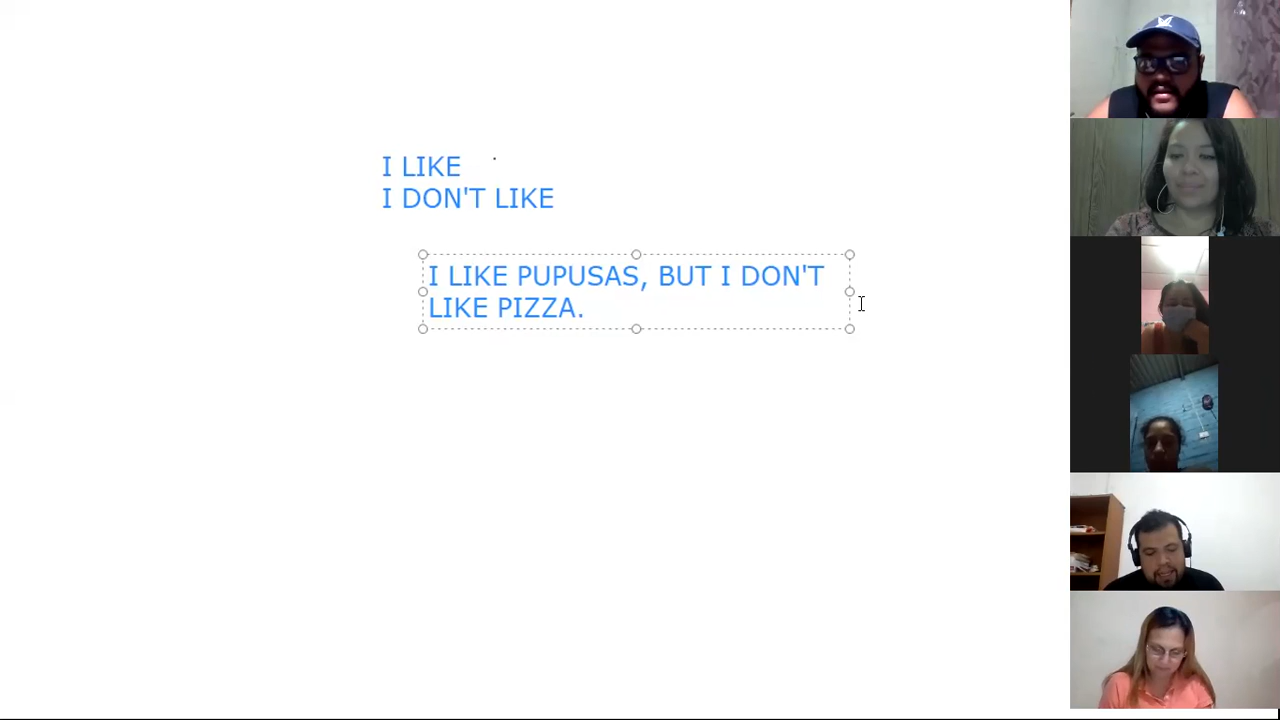 I LIKE
I DON'T LIKE
I LIKE PUPUSAS, BUT I DON'T
LIKE PIZZA.